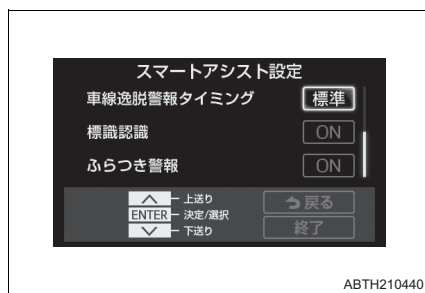 スマートアシスト設定
車線逸脱警報タイミング 標準
標識認識 ON
ふらつき警報 ON
上送り 戻る
ENTER 決定/選択
下送り 終了
ABTH210440